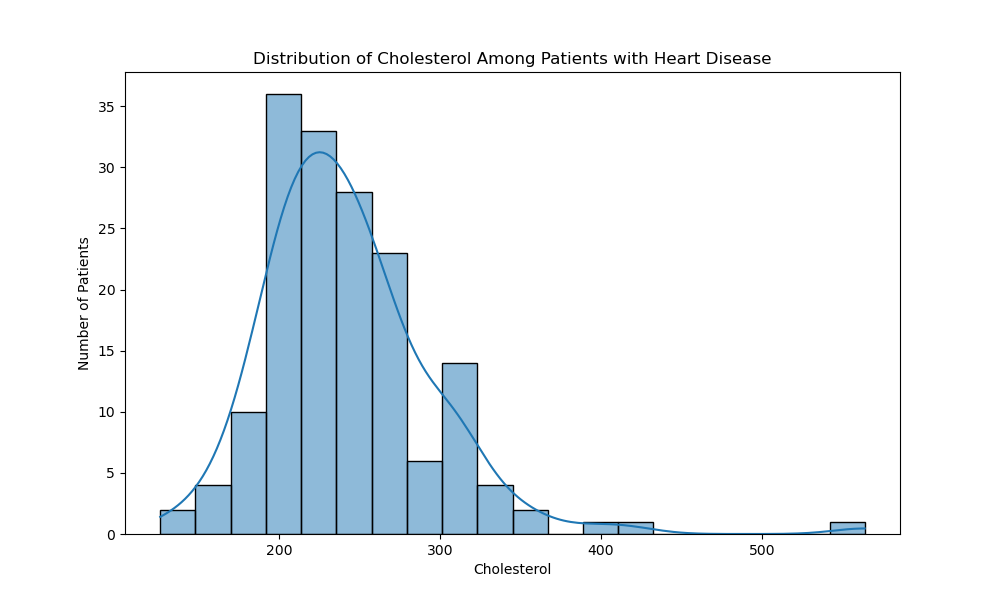 Distribution of Cholesterol Among Patients with Heart Disease
35
30
25
20
15
10
5
0
Number of Patients
200 300 400 500
Cholesterol